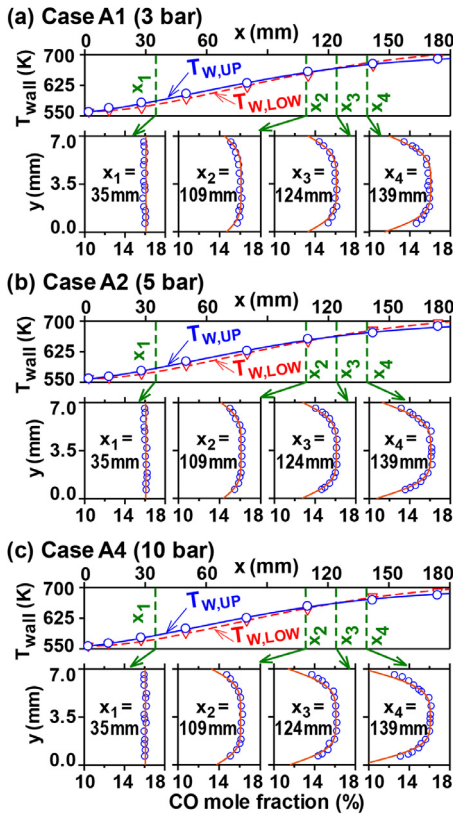 (a) Case A1 (3 bar)
0 30 60 x (mm) 120 150 180
T_wall (K)
700
625
550
x₁
T_W,UP
T_W,LOW
x₂
x₃
x₄
y (mm)
7.0
3.5
0.0
x₁ = 35mm
x₂ = 109mm
x₃ = 124mm
x₄ = 139mm
10 14 18 14 18 14 18 10 14 18
(b) Case A2 (5 bar)
0 30 60 x (mm) 120 150 180
T_wall (K)
700
625
550
x₁
T_W,UP
T_W,LOW
x₂
x₃
x₄
y (mm)
7.0
3.5
0.0
x₁ = 35mm
x₂ = 109mm
x₃ = 124mm
x₄ = 139mm
10 14 18 14 18 14 18 10 14 18
(c) Case A4 (10 bar)
0 30 60 x (mm) 120 150 180
T_wall (K)
700
625
550
x₁
T_W,UP
T_W,LOW
x₂
x₃
x₄
y (mm)
7.0
3.5
0.0
x₁ = 35mm
x₂ = 109mm
x₃ = 124mm
x₄ = 139mm
10 14 18 14 18 14 18 10 14 18
CO mole fraction (%)